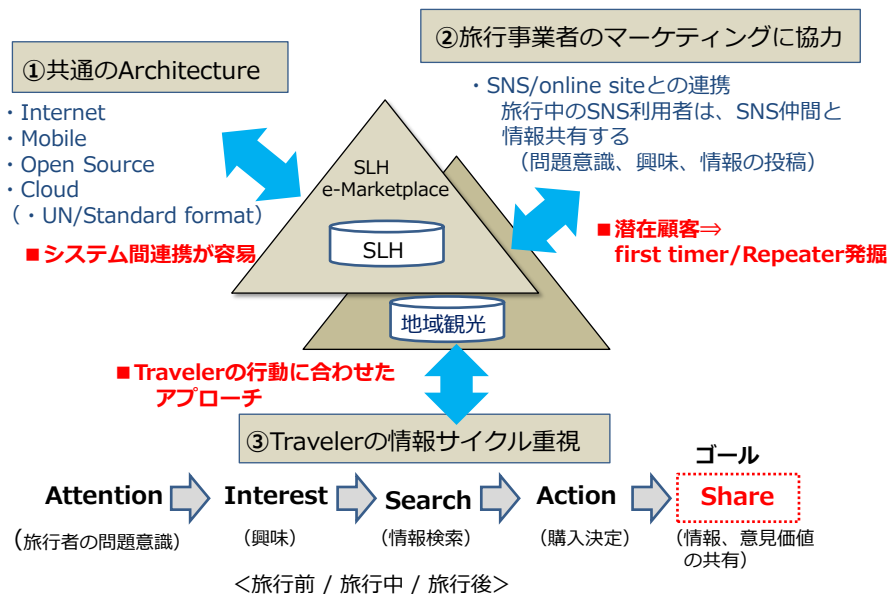 ②旅行事業者のマーケティングに協力
①共通のArchitecture
・Internet
・Mobile
・Open Source
・Cloud
（・UN/Standard format）
■システム間連携が容易
・SNS/online siteとの連携
旅行中のSNS利用者は、SNS仲間と
情報共有する
（問題意識、興味、情報の投稿）
■潜在顧客⇒
first timer/Repeater発掘
SLH
e-Marketplace
SLH
地域観光
■Travelerの行動に合わせた
アプローチ
③Travelerの情報サイクル重視
ゴール
Attention Interest Search Action Share
（旅行者の問題意識） （興味） （情報検索） （購入決定） （情報、意見価値
の共有）
＜旅行前 / 旅行中 / 旅行後＞